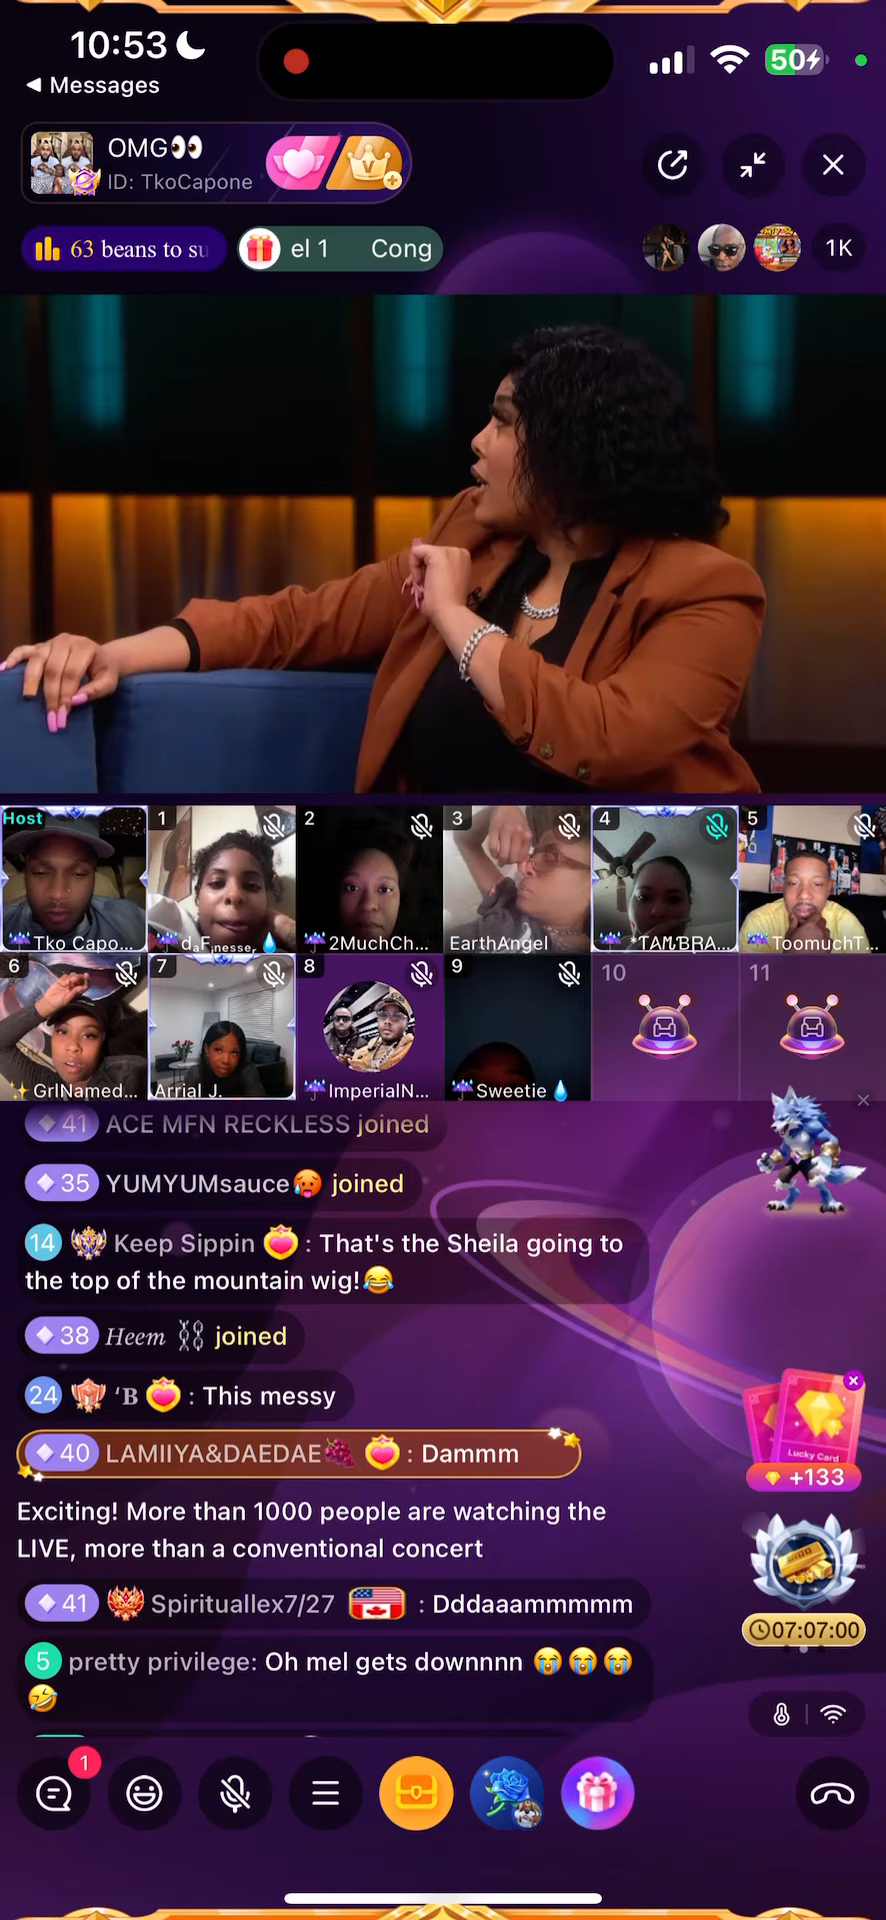 10:53
50
◀ Messages
OMG👀
ID: TkoCapone
63 beans to su
el 1 Cong
1K
Host
1
2
3
4
5
Tko Capo...
daFinesse,💧
2MuchCh...
EarthAngel
*TAM'BRA...
ToomuchT...
6
7
8
9
10
11
✨GrlNamed...
Arrial J.
ImperialN...
Sweetie💧
41 ACE MFN RECKLESS joined
35 YUMYUMsauce🥵 joined
14 Keep Sippin : That's the Sheila going to
the top of the mountain wig!😂
38 Heem ⛓ joined
24 ‘B : This messy
40 LAMIIYA&DAEDAE🍇 : Dammm
Exciting! More than 1000 people are watching the
LIVE, more than a conventional concert
41 Spirituallex7/27 : Dddaaammmmm
5 pretty privilege: Oh mel gets downnnn 😭😭😭
🤣
Lucky Card
+133
07:07:00
1